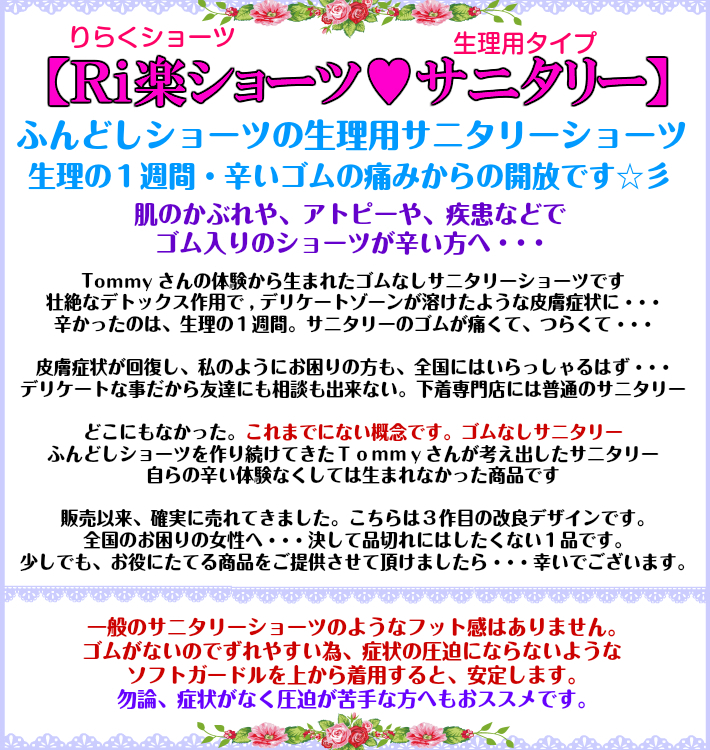 りらくショーツ
生理用タイプ
【Ri楽ショーツ♥サニタリー】
ふんどしショーツの生理用サニタリーショーツ
生理の１週間・辛いゴムの痛みからの開放です☆彡
肌のかぶれや、アトピーや、疾患などで
ゴム入りのショーツが辛い方へ・・・
Tommyさんの体験から生まれたゴムなしサニタリーショーツです
壮絶なデトックス作用で，デリケートゾーンが溶けたような皮膚症状に・・・
辛かったのは、生理の１週間。サニタリーのゴムが痛くて、つらくて・・・
皮膚症状が回復し、私のようにお困りの方も、全国にはいらっしゃるはず・・・
デリケートな事だから友達にも相談も出来ない。下着専門店には普通のサニタリー
どこにもなかった。これまでにない概念です。ゴムなしサニタリー
ふんどしショーツを作り続けてきたＴｏｍｍｙさんが考え出したサニタリー
自らの辛い体験なくしては生まれなかった商品です
販売以来、確実に売れてきました。こちらは３作目の改良デザインです。
全国のお困りの女性へ・・・決して品切れにはしたくない１品です。
少しでも、お役にたてる商品をご提供させて頂けましたら・・・幸いでございます。
一般のサニタリーショーツのようなフット感はありません。
ゴムがないのでずれやすい為、症状の圧迫にならないような
ソフトガードルを上から着用すると、安定します。
勿論、症状がなく圧迫が苦手な方へもおススメです。